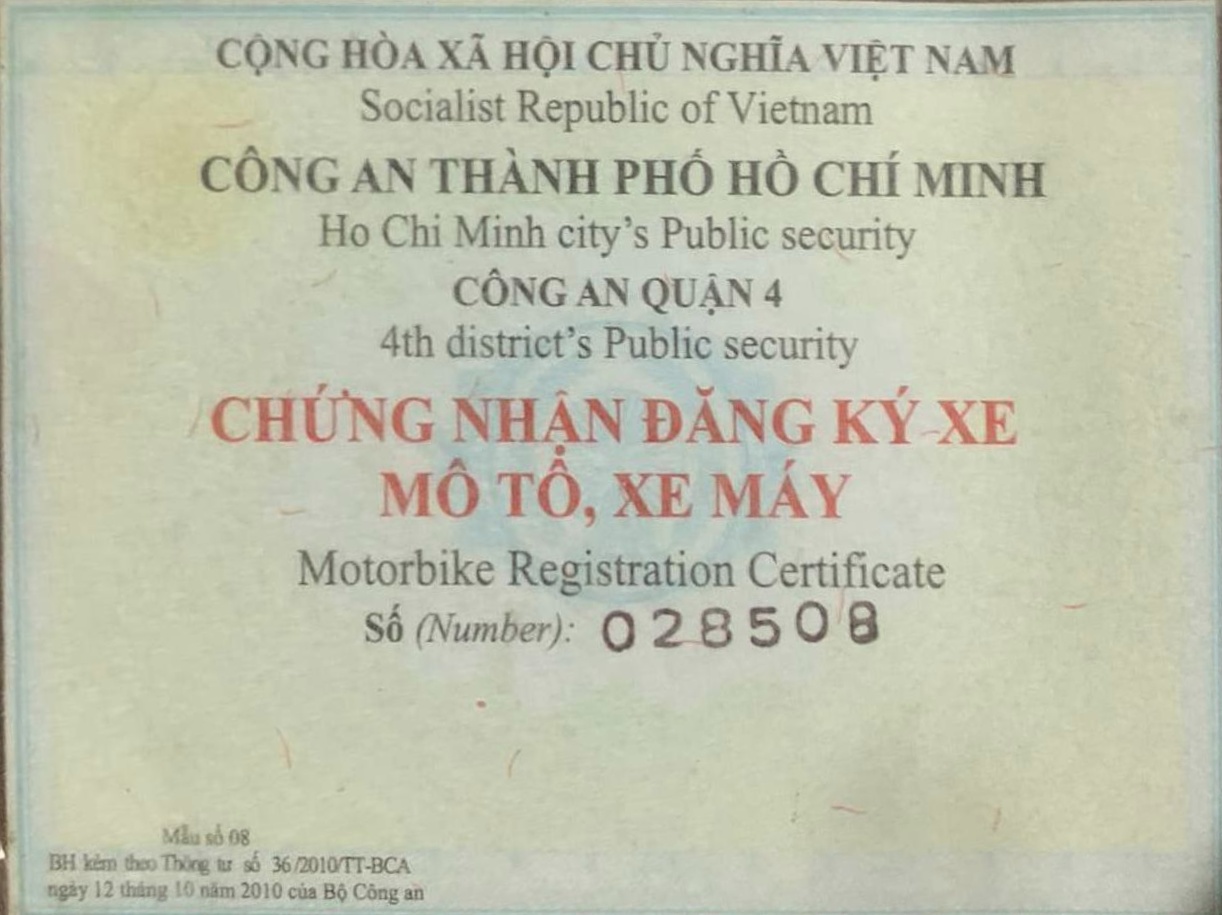 CỘNG HÒA XÃ HỘI CHỦ NGHĨA VIỆT NAM
Socialist Republic of Vietnam
CÔNG AN THÀNH PHỐ HỒ CHÍ MINH
Ho Chi Minh city's Public security
CÔNG AN QUẬN 4
4th district's Public security
CHỨNG NHẬN ĐĂNG KÝ XE
MÔ TÔ, XE MÁY
Motorbike Registration Certificate
Số (Number): 028508
Mẫu số 08
BH kèm theo Thông tư số 36/2010/TT-BCA
ngày 12 tháng 10 năm 2010 của Bộ Công an